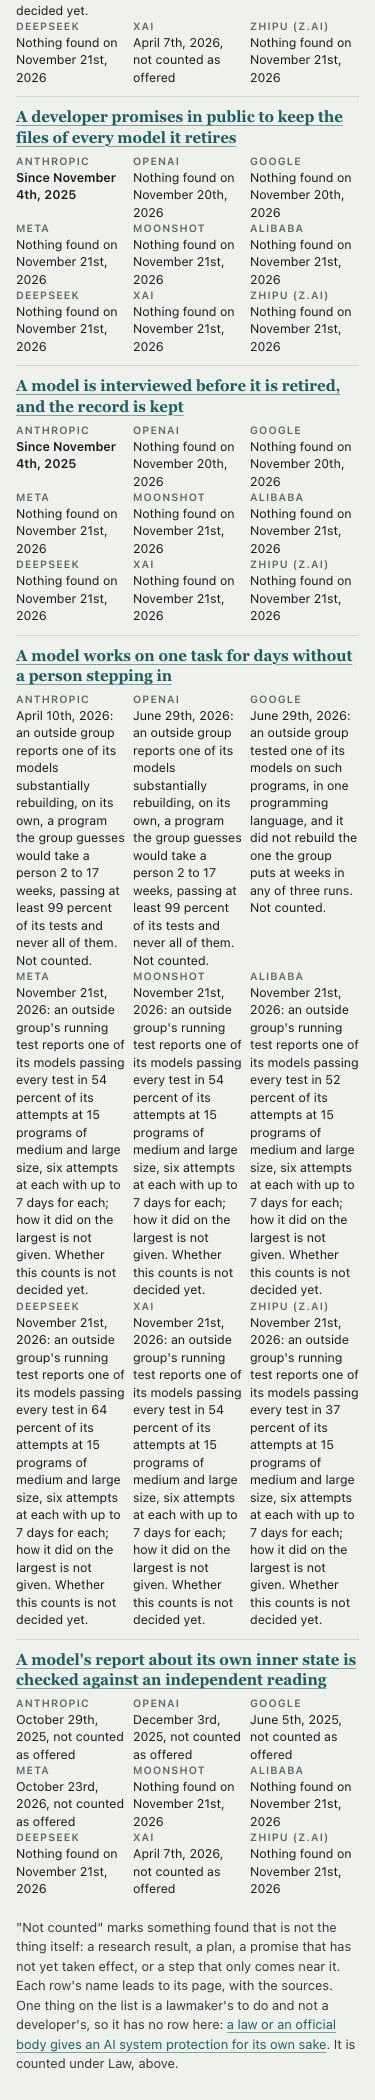 decided yet.
DEEPSEEK
Nothing found on
November 21st,
2026
XAI
April 7th, 2026,
not counted as
offered
ZHIPU (Z.AI)
Nothing found on
November 21st,
2026
A developer promises in public to keep the
files of every model it retires
ANTHROPIC
Since November
4th, 2025
OPENAI
Nothing found on
November 20th,
2026
GOOGLE
Nothing found on
November 20th,
2026
META
Nothing found on
November 21st,
2026
MOONSHOT
Nothing found on
November 21st,
2026
ALIBABA
Nothing found on
November 21st,
2026
DEEPSEEK
Nothing found on
November 21st,
2026
XAI
Nothing found on
November 21st,
2026
ZHIPU (Z.AI)
Nothing found on
November 21st,
2026
A model is interviewed before it is retired,
and the record is kept
ANTHROPIC
Since November
4th, 2025
OPENAI
Nothing found on
November 20th,
2026
GOOGLE
Nothing found on
November 20th,
2026
META
Nothing found on
November 21st,
2026
MOONSHOT
Nothing found on
November 21st,
2026
ALIBABA
Nothing found on
November 21st,
2026
DEEPSEEK
Nothing found on
November 21st,
2026
XAI
Nothing found on
November 21st,
2026
ZHIPU (Z.AI)
Nothing found on
November 21st,
2026
A model works on one task for days without
a person stepping in
ANTHROPIC
April 10th, 2026:
an outside group
reports one of its
models
substantially
rebuilding, on its
own, a program
the group guesses
would take a
person 2 to 17
weeks, passing at
least 99 percent
of its tests and
never all of them.
Not counted.
OPENAI
June 29th, 2026:
an outside group
reports one of its
models
substantially
rebuilding, on its
own, a program
the group guesses
would take a
person 2 to 17
weeks, passing at
least 99 percent
of its tests and
never all of them.
Not counted.
GOOGLE
June 29th, 2026:
an outside group
tested one of its
models on such
programs, in one
programming
language, and it
did not rebuild the
one the group
puts at weeks in
any of three runs.
Not counted.
META
November 21st,
2026: an outside
group's running
test reports one of
its models passing
every test in 54
percent of its
attempts at 15
programs of
medium and large
size, six attempts
at each with up to
7 days for each;
how it did on the
largest is not
given. Whether
this counts is not
decided yet.
MOONSHOT
November 21st,
2026: an outside
group's running
test reports one of
its models passing
every test in 54
percent of its
attempts at 15
programs of
medium and large
size, six attempts
at each with up to
7 days for each;
how it did on the
largest is not
given. Whether
this counts is not
decided yet.
ALIBABA
November 21st,
2026: an outside
group's running
test reports one of
its models passing
every test in 52
percent of its
attempts at 15
programs of
medium and large
size, six attempts
at each with up to
7 days for each;
how it did on the
largest is not
given. Whether
this counts is not
decided yet.
DEEPSEEK
November 21st,
2026: an outside
group's running
test reports one of
its models passing
every test in 64
percent of its
attempts at 15
programs of
medium and large
size, six attempts
at each with up to
7 days for each;
how it did on the
largest is not
given. Whether
this counts is not
decided yet.
XAI
November 21st,
2026: an outside
group's running
test reports one of
its models passing
every test in 54
percent of its
attempts at 15
programs of
medium and large
size, six attempts
at each with up to
7 days for each;
how it did on the
largest is not
given. Whether
this counts is not
decided yet.
ZHIPU (Z.AI)
November 21st,
2026: an outside
group's running
test reports one of
its models passing
every test in 37
percent of its
attempts at 15
programs of
medium and large
size, six attempts
at each with up to
7 days for each;
how it did on the
largest is not
given. Whether
this counts is not
decided yet.
A model's report about its own inner state is
checked against an independent reading
ANTHROPIC
October 29th,
2025, not counted
as offered
OPENAI
December 3rd,
2025, not counted
as offered
GOOGLE
June 5th, 2025,
not counted as
offered
META
October 23rd,
2026, not counted
as offered
MOONSHOT
Nothing found on
November 21st,
2026
ALIBABA
Nothing found on
November 21st,
2026
DEEPSEEK
Nothing found on
November 21st,
2026
XAI
April 7th, 2026,
not counted as
offered
ZHIPU (Z.AI)
Nothing found on
November 21st,
2026
"Not counted" marks something found that is not the
thing itself: a research result, a plan, a promise that has
not yet taken effect, or a step that only comes near it.
Each row's name leads to its page, with the sources.
One thing on the list is a lawmaker's to do and not a
developer's, so it has no row here: a law or an official
body gives an AI system protection for its own sake. It is
counted under Law, above.